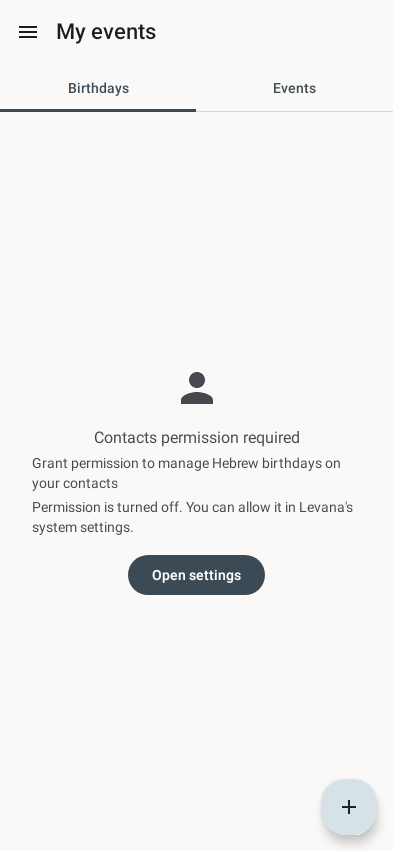 My events
Birthdays
Events
Contacts permission required
Grant permission to manage Hebrew birthdays on
your contacts
Permission is turned off. You can allow it in Levana's
system settings.
Open settings